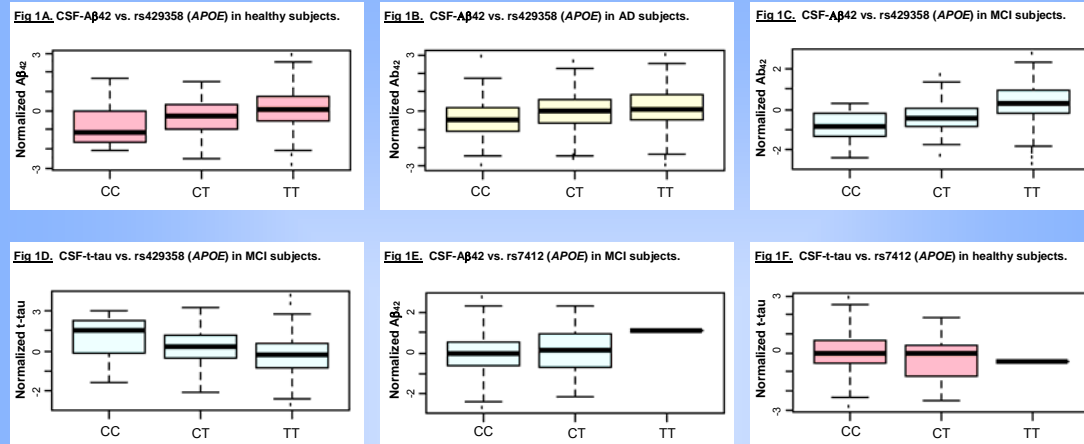 Fig 1A. CSF-Aβ42 vs. rs429358 (APOE) in healthy subjects.
Normalized Aβ42
3
0
-3
CC CT TT
Fig 1B. CSF-Aβ42 vs. rs429358 (APOE) in AD subjects.
Normalized Ab42
3
0
-3
CC CT TT
Fig 1C. CSF-Aβ42 vs. rs429358 (APOE) in MCI subjects.
Normalized Ab42
2
0
-2
CC CT TT
Fig 1D. CSF-t-tau vs. rs429358 (APOE) in MCI subjects.
Normalized t-tau
3
0
-2
CC CT TT
Fig 1E. CSF-Aβ42 vs. rs7412 (APOE) in MCI subjects.
Normalized Aβ42
2
0
-2
CC CT TT
Fig 1F. CSF-t-tau vs. rs7412 (APOE) in healthy subjects.
Normalized t-tau
3
0
-3
CC CT TT